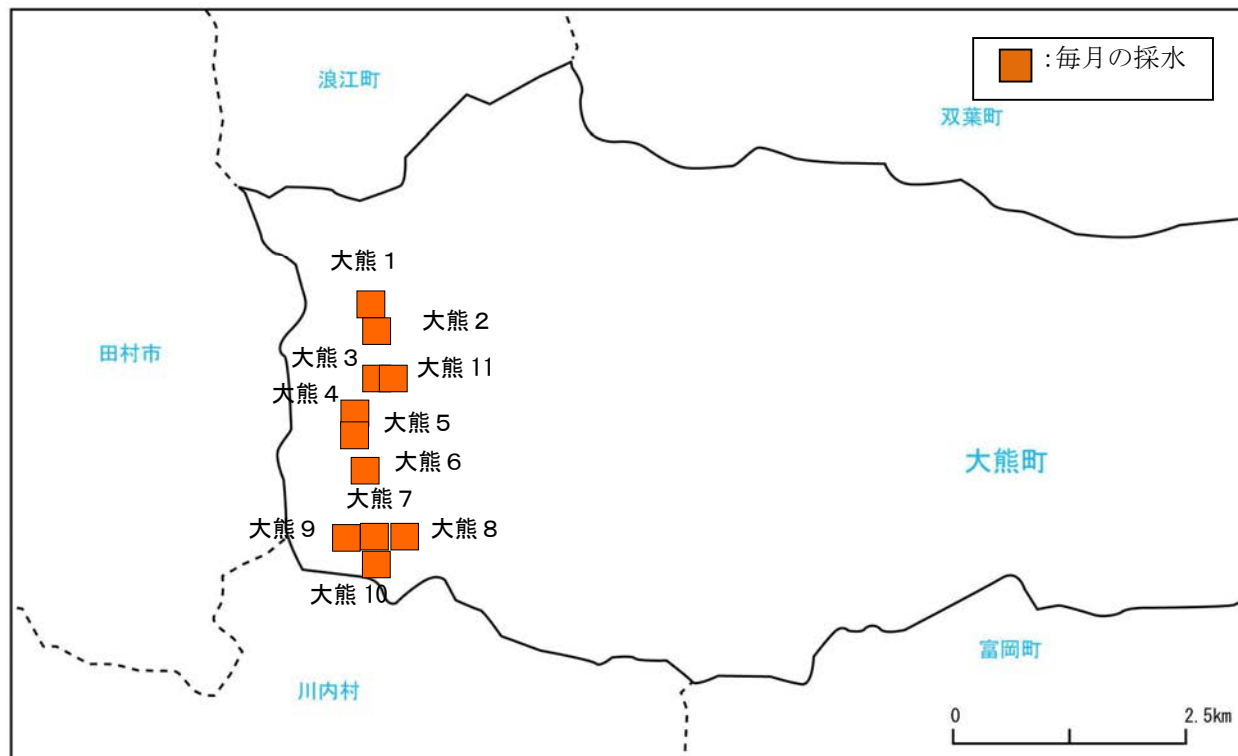 浪江町
:毎月の採水
双葉町
大熊１
大熊２
田村市
大熊３
大熊 11
大熊４
大熊５
大熊６
大熊町
大熊７
大熊９
大熊８
大熊 10
富岡町
川内村
0
2.5km